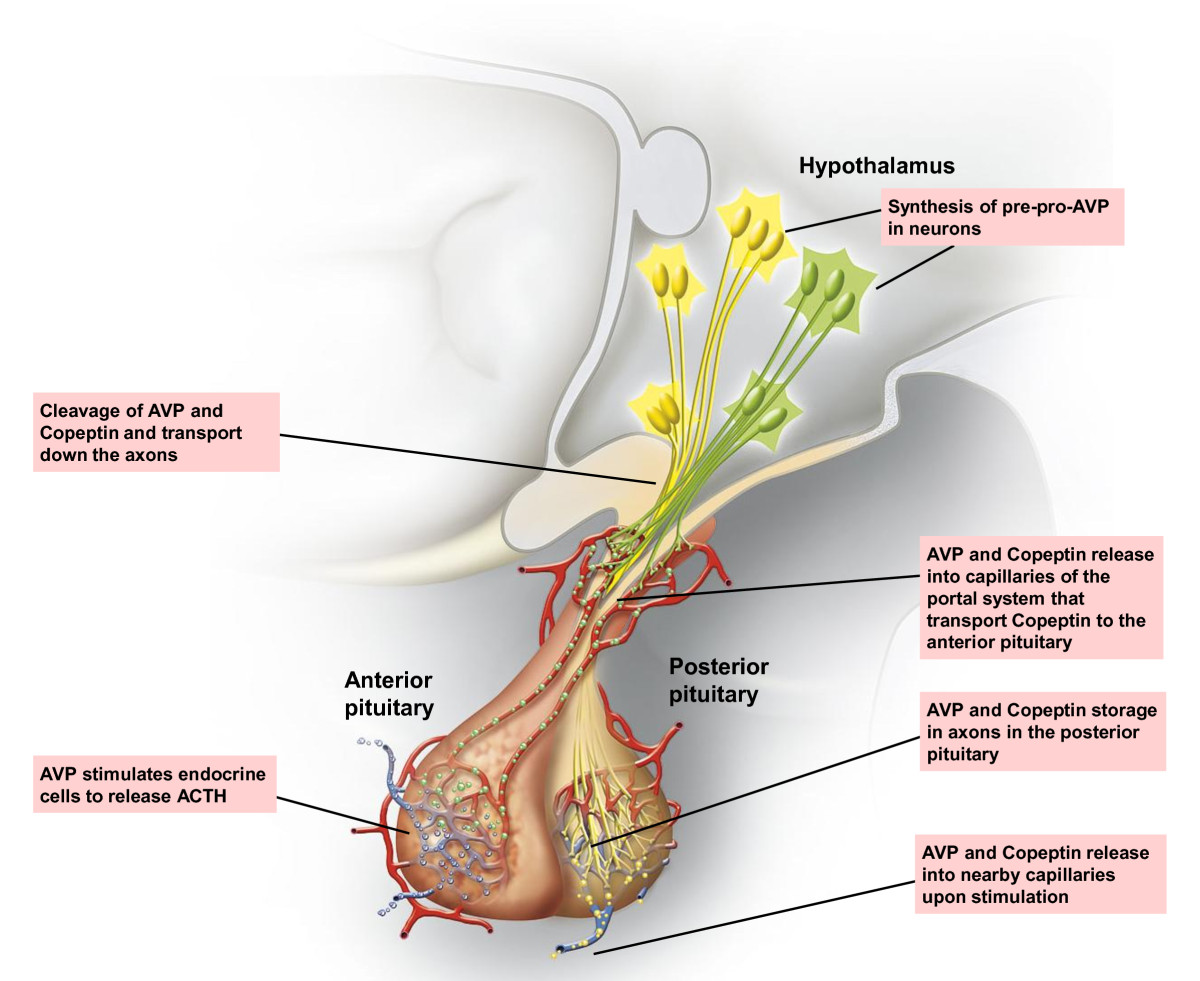 Hypothalamus
Synthesis of pre-pro-AVP
in neurons
Cleavage of AVP and
Copeptin and transport
down the axons
AVP and Copeptin release
into capillaries of the
portal system that
transport Copeptin to the
anterior pituitary
Anterior
pituitary
Posterior
pituitary
AVP and Copeptin storage
in axons in the posterior
pituitary
AVP stimulates endocrine
cells to release ACTH
AVP and Copeptin release
into nearby capillaries
upon stimulation